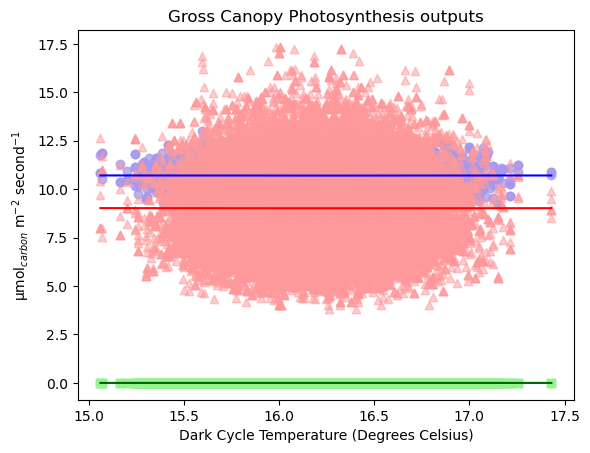 Gross Canopy Photosynthesis outputs
17.5
15.0
12.5
10.0
7.5
5.0
2.5
0.0
µmol_carbon m⁻² second⁻¹
15.0 15.5 16.0 16.5 17.0 17.5
Dark Cycle Temperature (Degrees Celsius)